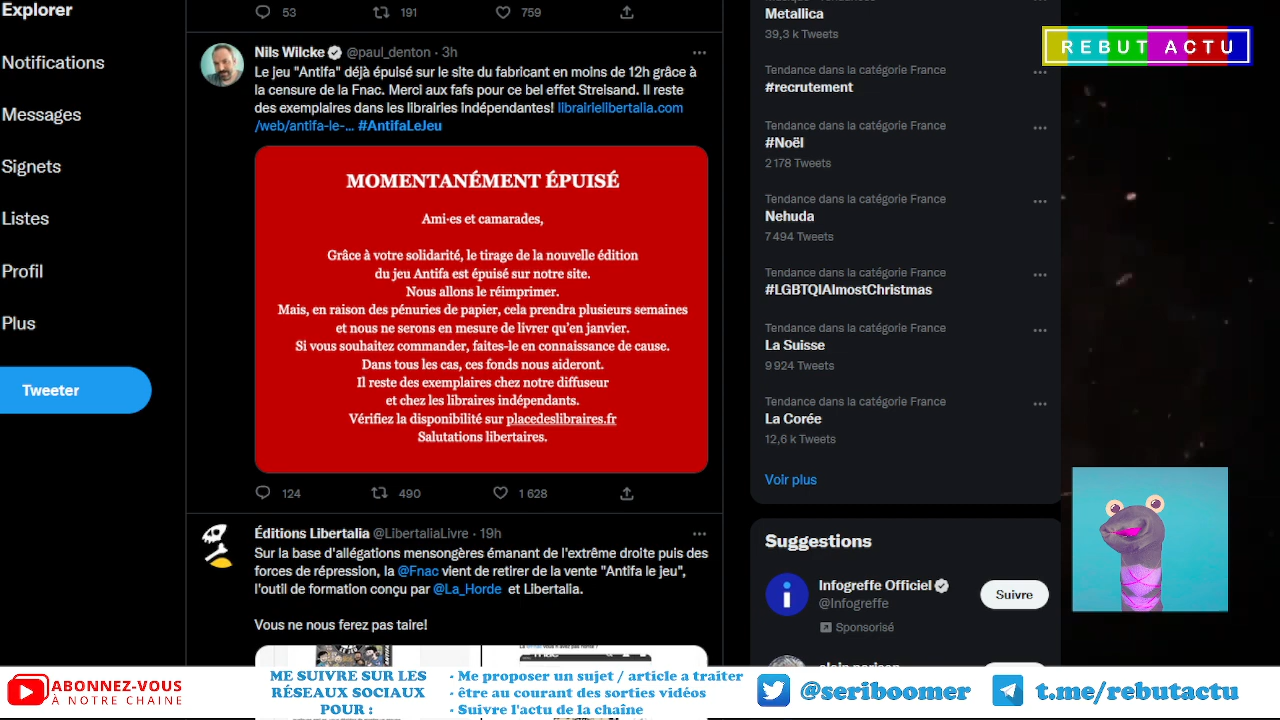 Explorer
Notifications
Messages
Signets
Listes
Profil
Plus
Tweeter
53 191 759
Nils Wilcke @paul_denton · 3h
Le jeu "Antifa" déjà épuisé sur le site du fabricant en moins de 12h grâce à
la censure de la Fnac. Merci aux fafs pour ce bel effet Streisand. Il reste
des exemplaires dans les librairies indépendantes! librairielibertalia.com
/web/antifa-le-... #AntifaLeJeu
MOMENTANÉMENT ÉPUISÉ
Ami·es et camarades,
Grâce à votre solidarité, le tirage de la nouvelle édition
du jeu Antifa est épuisé sur notre site.
Nous allons le réimprimer.
Mais, en raison des pénuries de papier, cela prendra plusieurs semaines
et nous ne serons en mesure de livrer qu'en janvier.
Si vous souhaitez commander, faites-le en connaissance de cause.
Dans tous les cas, ces fonds nous aideront.
Il reste des exemplaires chez notre diffuseur
et chez les libraires indépendants.
Vérifiez la disponibilité sur placedeslibraires.fr
Salutations libertaires.
124 490 1 628
Éditions Libertalia @LibertaliaLivre · 19h
Sur la base d'allégations mensongères émanant de l'extrême droite puis des
forces de répression, la @Fnac vient de retirer de la vente "Antifa le jeu",
l'outil de formation conçu par @La_Horde et Libertalia.
Vous ne nous ferez pas taire!
Metallica
39,3 k Tweets
Tendance dans la catégorie France
#recrutement
Tendance dans la catégorie France
#Noël
2 178 Tweets
Tendance dans la catégorie France
Nehuda
7 494 Tweets
Tendance dans la catégorie France
#LGBTQIAlmostChristmas
Tendance dans la catégorie France
La Suisse
9 924 Tweets
Tendance dans la catégorie France
La Corée
12,6 k Tweets
Voir plus
Suggestions
Infogreffe Officiel
@Infogreffe
Sponsorisé
Suivre
REBUT ACTU
ABONNEZ-VOUS
À NOTRE CHAINE
ME SUIVRE SUR LES
RÉSEAUX SOCIAUX
POUR :
- Me proposer un sujet / article a traiter
- être au courant des sorties vidéos
- Suivre l'actu de la chaîne
@seriboomer
t.me/rebutactu